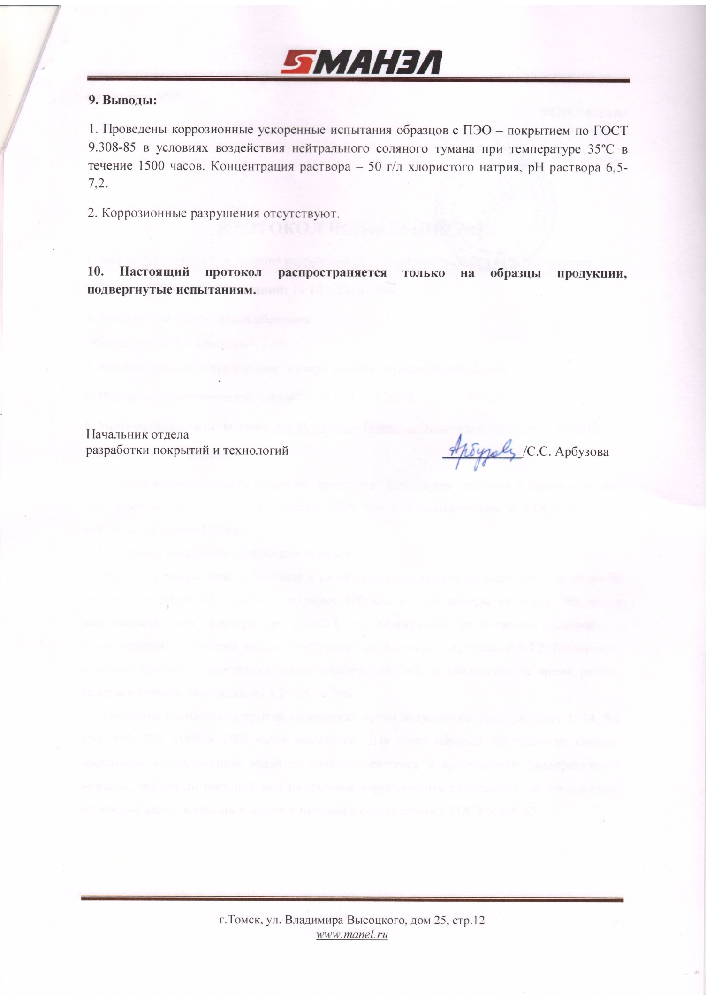 МАНЭЛ
9. Выводы:
1. Проведены коррозионные ускоренные испытания образцов с ПЭО – покрытием по ГОСТ
9.308-85 в условиях воздействия нейтрального соляного тумана при температуре 35°С в
течение 1500 часов. Концентрация раствора – 50 г/л хлористого натрия, рН раствора 6,5-
7,2.
2. Коррозионные разрушения отсутствуют.
10. Настоящий протокол распространяется только на образцы продукции,
подвергнутые испытаниям.
Начальник отдела
разработки покрытий и технологий
Арбузова /С.С. Арбузова
г.Томск, ул. Владимира Высоцкого, дом 25, стр.12
www.manel.ru